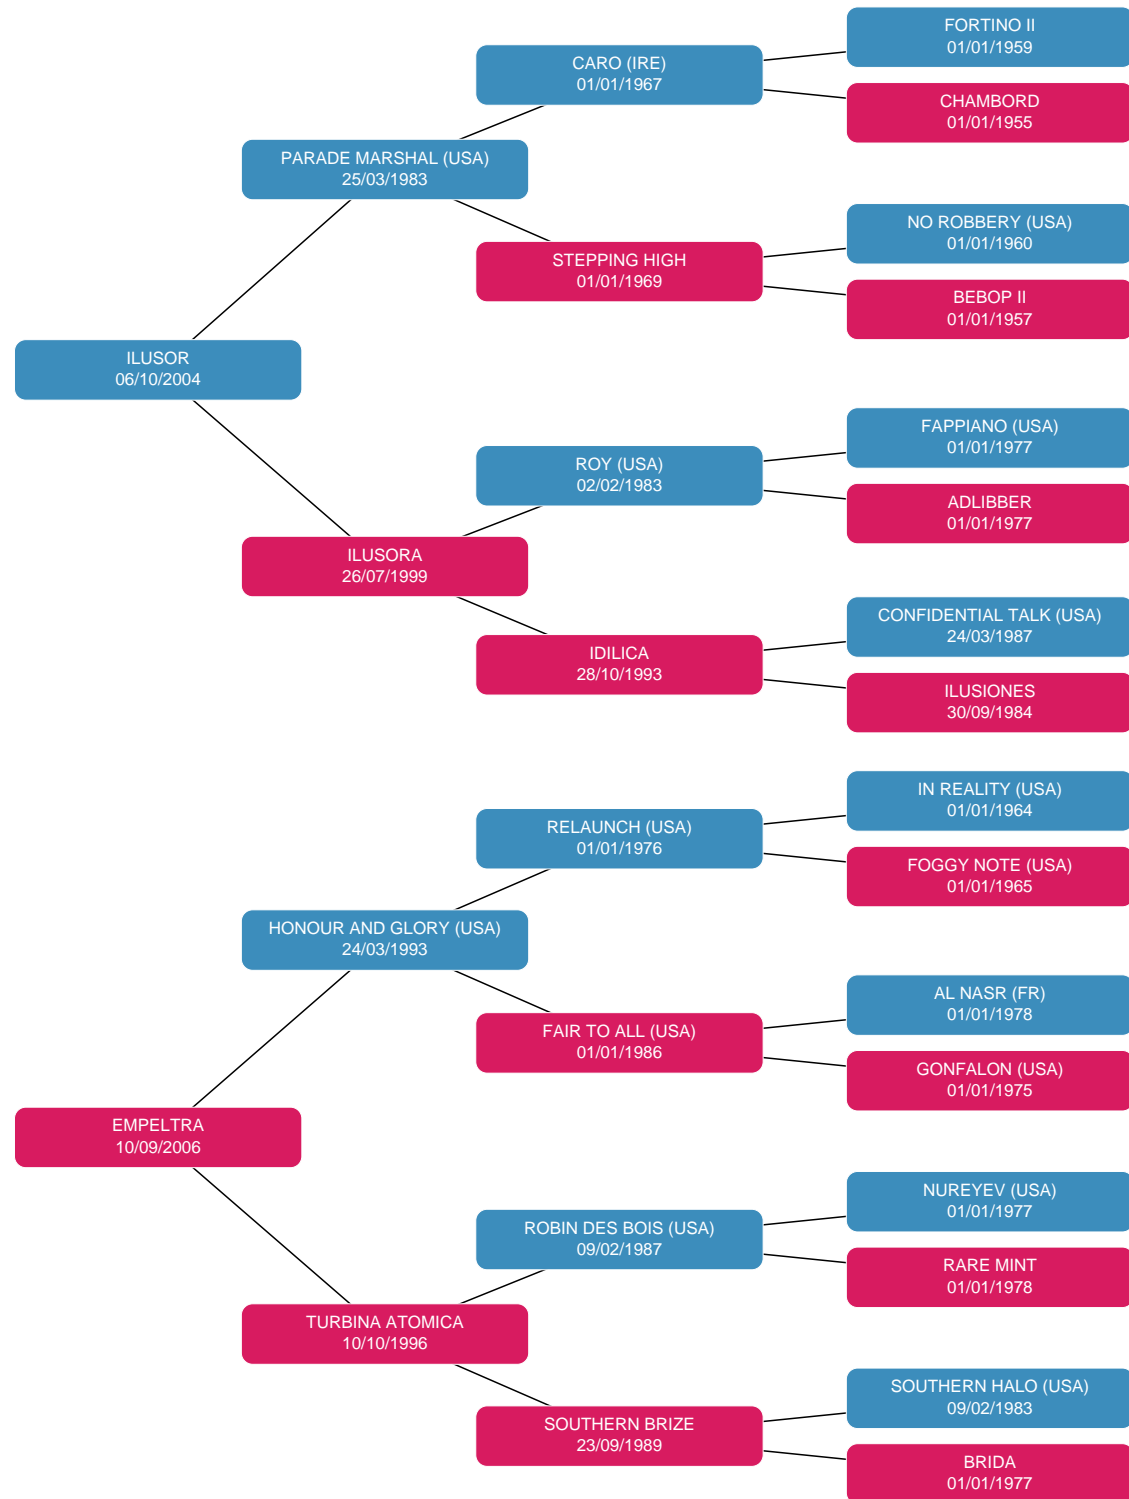 FORTINO II
01/01/1959
CARO (IRE)
01/01/1967
CHAMBORD
01/01/1955
PARADE MARSHAL (USA)
25/03/1983
NO ROBBERY (USA)
01/01/1960
STEPPING HIGH
01/01/1969
BEBOP II
01/01/1957
ILUSOR
06/10/2004
FAPPIANO (USA)
01/01/1977
ROY (USA)
02/02/1983
ADLIBBER
01/01/1977
ILUSORA
26/07/1999
CONFIDENTIAL TALK (USA)
24/03/1987
IDILICA
28/10/1993
ILUSIONES
30/09/1984
IN REALITY (USA)
01/01/1964
RELAUNCH (USA)
01/01/1976
FOGGY NOTE (USA)
01/01/1965
HONOUR AND GLORY (USA)
24/03/1993
AL NASR (FR)
01/01/1978
FAIR TO ALL (USA)
01/01/1986
GONFALON (USA)
01/01/1975
EMPELTRA
10/09/2006
NUREYEV (USA)
01/01/1977
ROBIN DES BOIS (USA)
09/02/1987
RARE MINT
01/01/1978
TURBINA ATOMICA
10/10/1996
SOUTHERN HALO (USA)
09/02/1983
SOUTHERN BRIZE
23/09/1989
BRIDA
01/01/1977